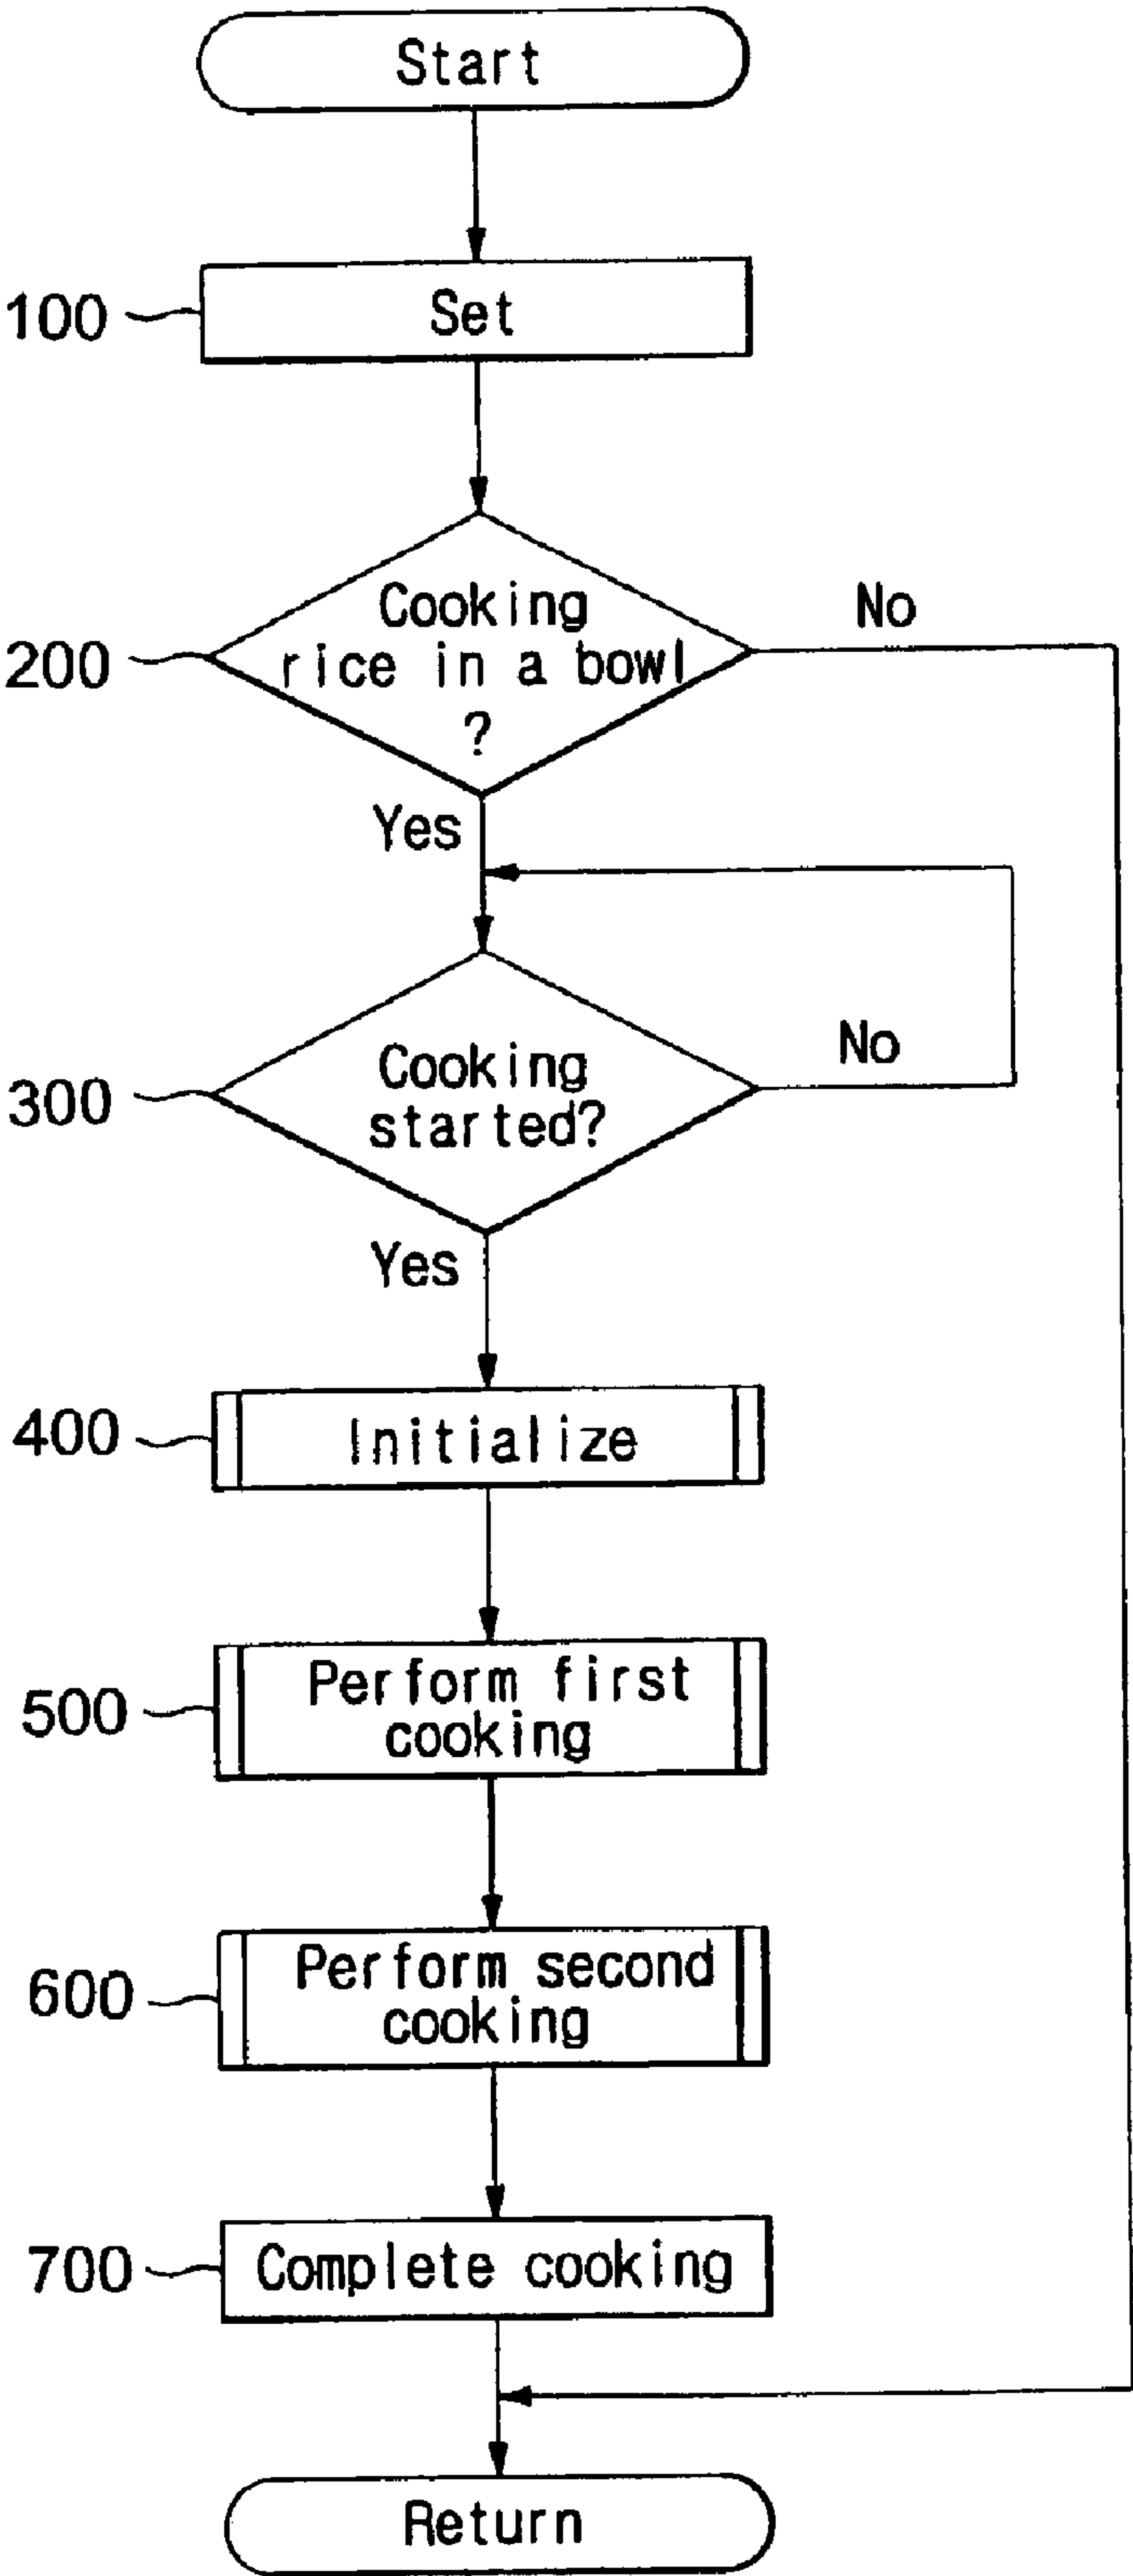 Start
100
Set
200
Cooking
rice in a bowl
?
No
Yes
300
Cooking
started?
No
Yes
400
Initialize
500
Perform first
cooking
600
Perform second
cooking
700
Complete cooking
Return